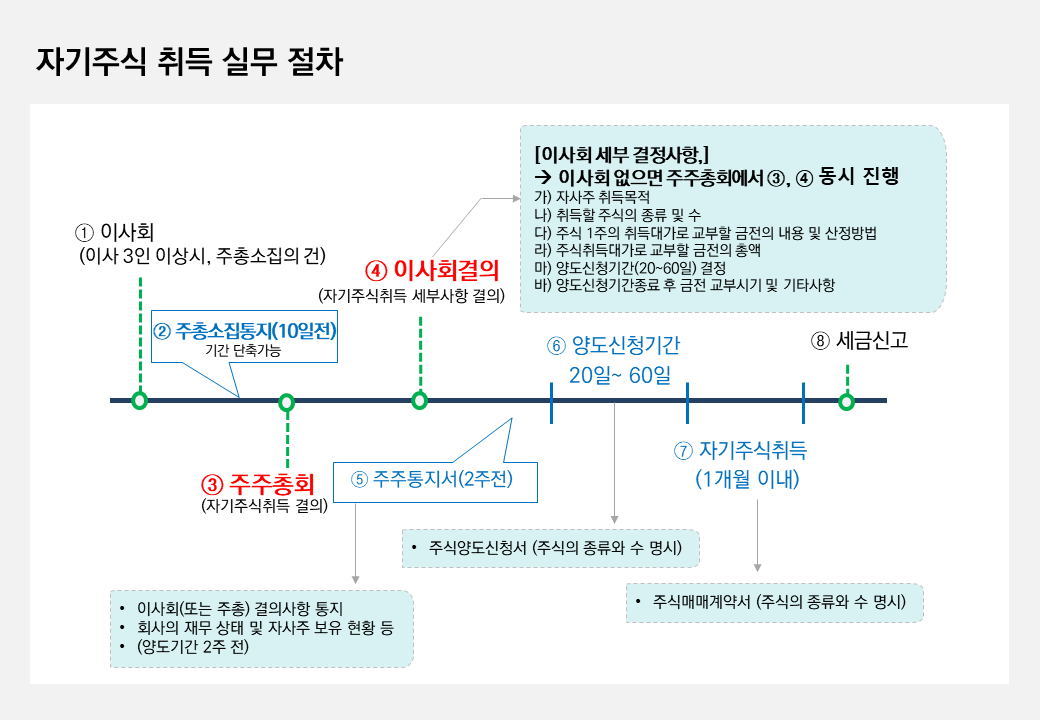 자기주식 취득 실무 절차
[이사회 세부 결정사항,]
→ 이사회 없으면 주주총회에서 ③, ④ 동시 진행
가) 자사주 취득목적
나) 취득할 주식의 종류 및 수
다) 주식 1주의 취득대가로 교부할 금전의 내용 및 산정방법
라) 주식취득대가로 교부할 금전의 총액
마) 양도신청기간(20~60일) 결정
바) 양도신청기간종료 후 금전 교부시기 및 기타사항
① 이사회
(이사 3인 이상시, 주총소집의 건)
④ 이사회결의
(자기주식취득 세부사항 결의)
② 주총소집통지(10일전)
기간 단축가능
⑥ 양도신청기간
20일~ 60일
⑧ 세금신고
③ 주주총회
(자기주식취득 결의)
⑤ 주주통지서(2주전)
⑦ 자기주식취득
(1개월 이내)
• 주식양도신청서 (주식의 종류와 수 명시)
• 주식매매계약서 (주식의 종류와 수 명시)
• 이사회(또는 주총) 결의사항 통지
• 회사의 재무 상태 및 자사주 보유 현황 등
• (양도기간 2주 전)